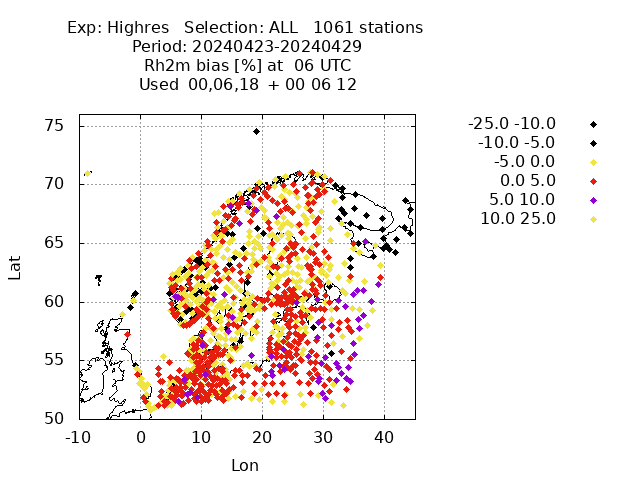 Exp: Highres   Selection: ALL   1061 stations
Period: 20240423-20240429
Rh2m bias [%] at  06 UTC
Used  00,06,18  + 00 06 12
-25.0 -10.0
-10.0 -5.0
-5.0 0.0
0.0 5.0
5.0 10.0
10.0 25.0
75
70
65
60
55
50
Lat
-10 0 10 20 30 40
Lon